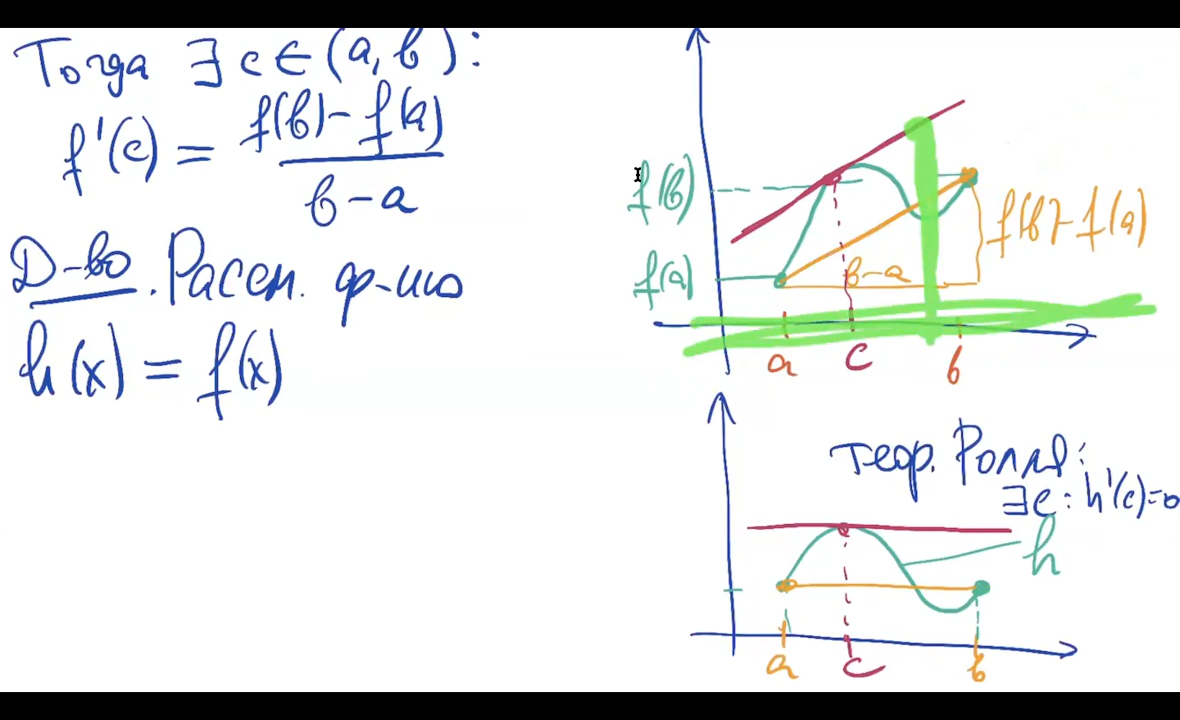 Тогда ∃ c ∈ (a, b):
f'(c) = f(b) - f(a) / b - a
Д-во. Рассм. ф-ию
h(x) = f(x)
f(b)
f(a)
b-a
f(b)-f(a)
a c b
теор. Ролля:
∃c: h'(c)=0
h
a c b